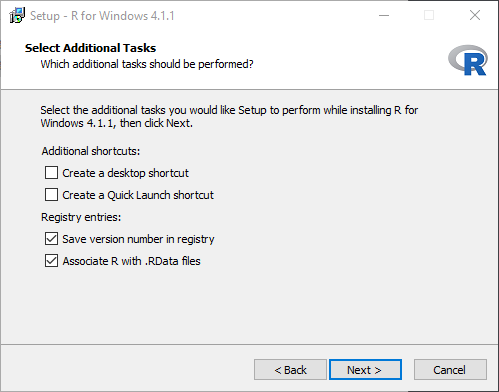 Setup - R for Windows 4.1.1
Select Additional Tasks
Which additional tasks should be performed?
R
Select the additional tasks you would like Setup to perform while installing R for
Windows 4.1.1, then click Next.
Additional shortcuts:
Create a desktop shortcut
Create a Quick Launch shortcut
Registry entries:
Save version number in registry
Associate R with .RData files
< Back
Next >
Cancel